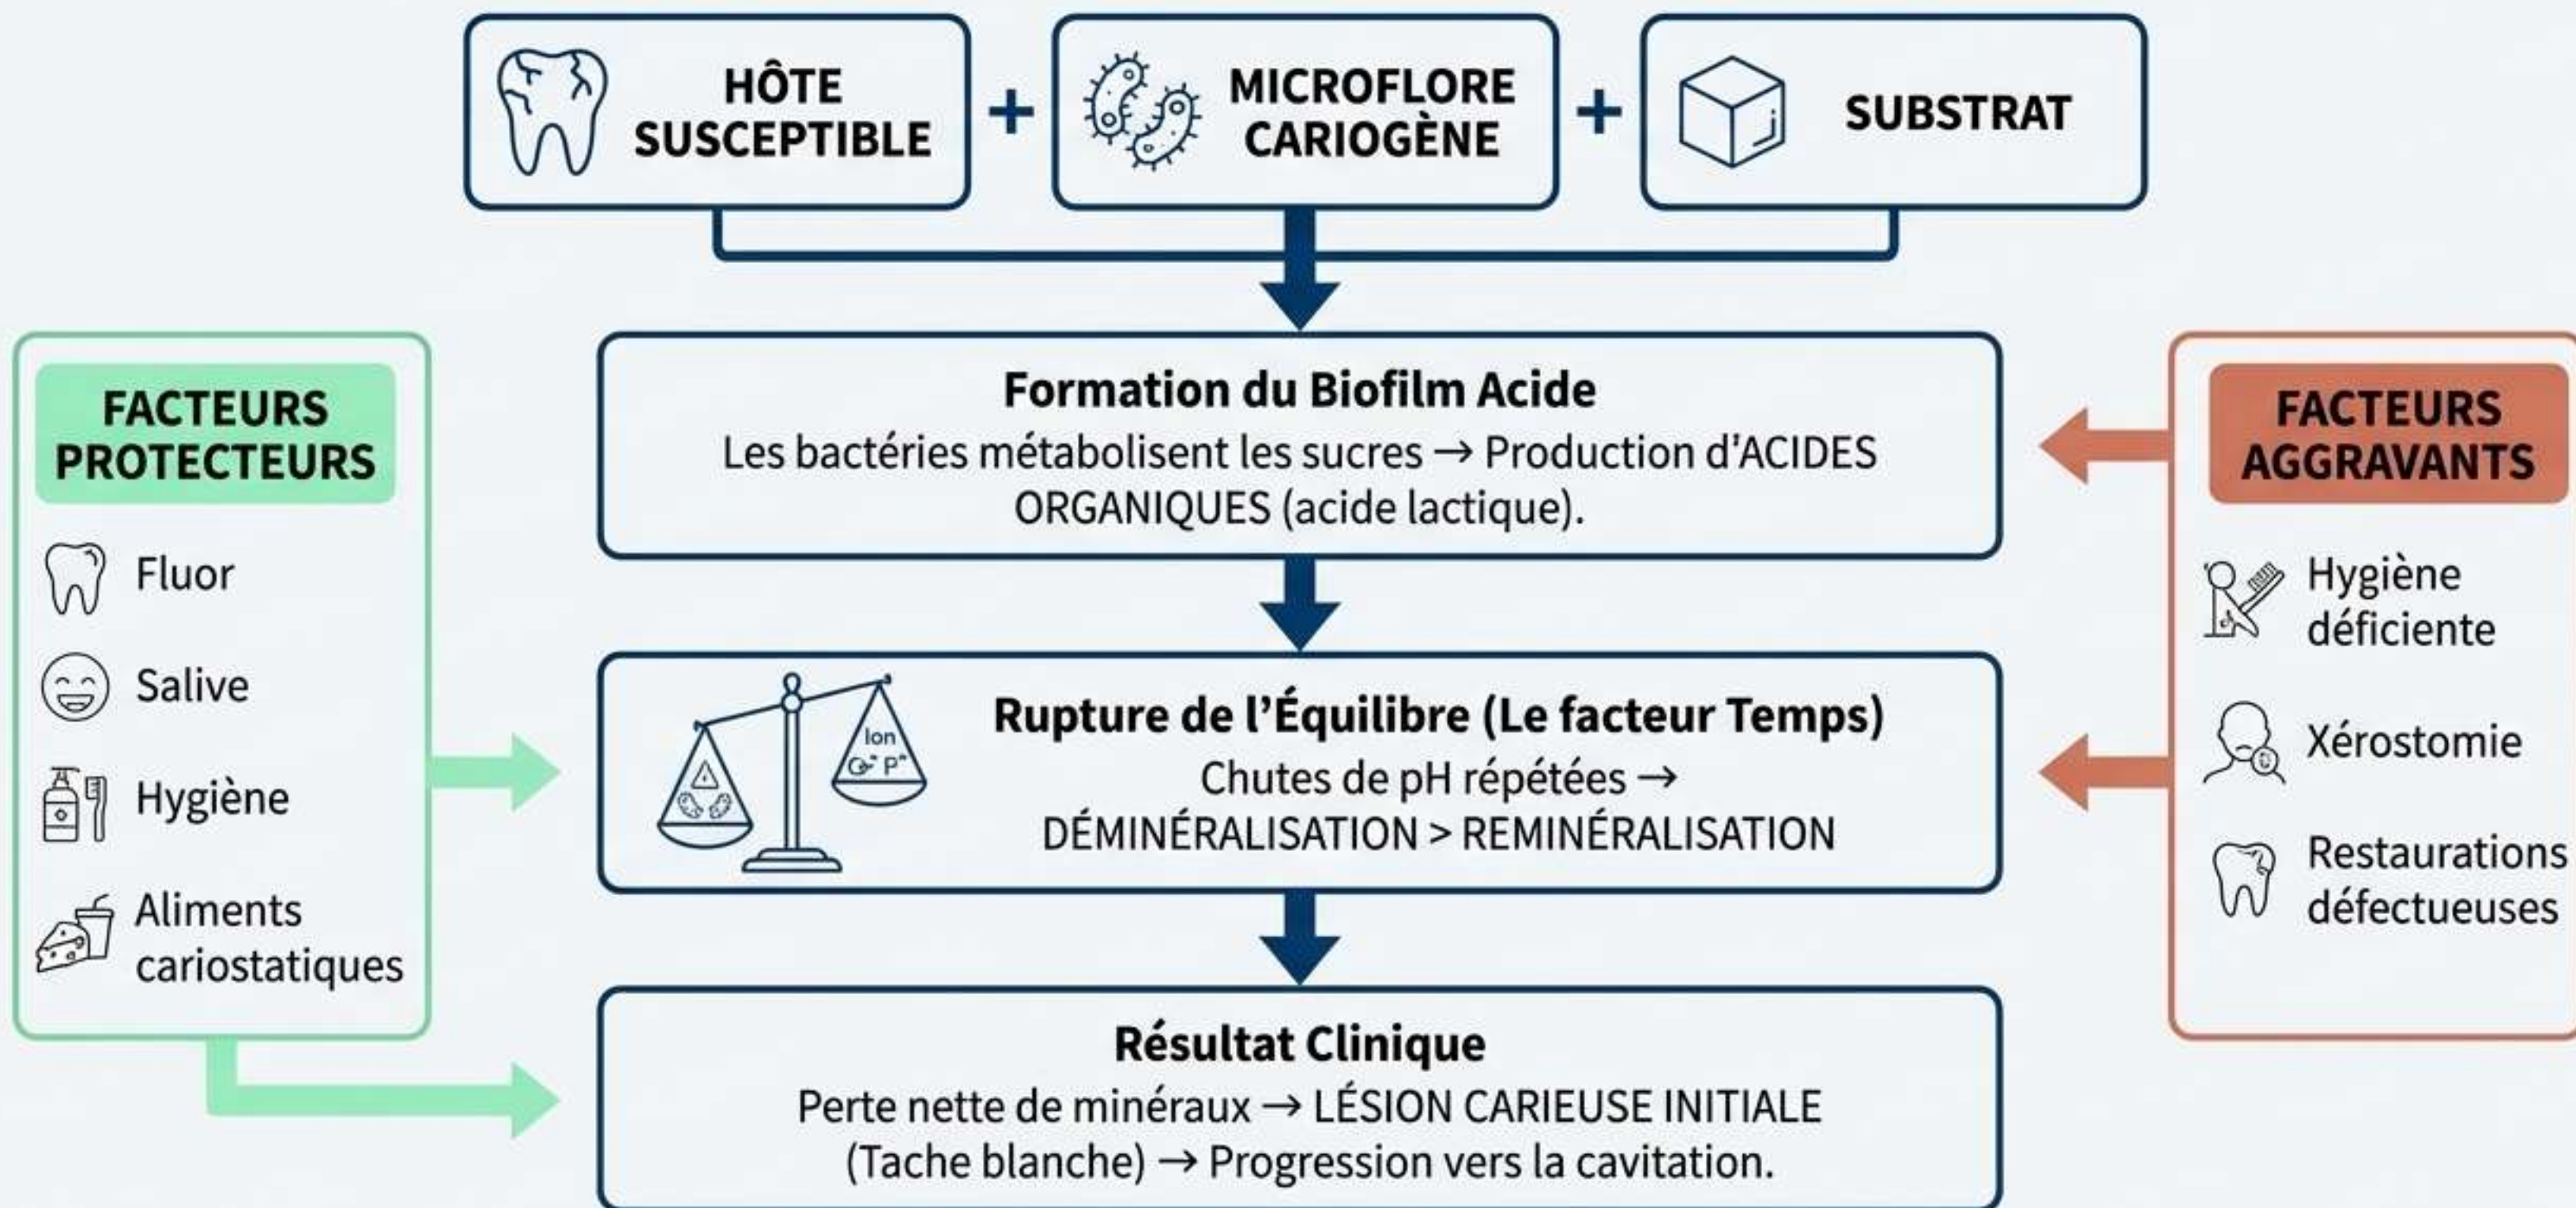 HÔTE
SUSCEPTIBLE
+
MICROFLORE
CARIOGÈNE
+
SUBSTRAT
Formation du Biofilm Acide
Les bactéries métabolisent les sucres → Production d'ACIDES
ORGANIQUES (acide lactique).
FACTEURS
PROTECTEURS
Fluor
Salive
Hygiène
Aliments
cariostatiques
Ion
Rupture de l'Équilibre (Le facteur Temps)
Chutes de pH répétées →
DÉMINÉRALISATION > REMINÉRALISATION
FACTEURS
AGGRAVANTS
Hygiène
déficiente
Xérostomie
Restaurations
défectueuses
Résultat Clinique
Perte nette de minéraux → LÉSION CARIEUSE INITIALE
(Tache blanche) → Progression vers la cavitation.